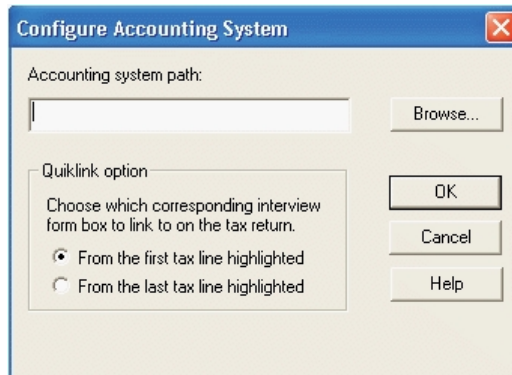 Configure Accounting System
Accounting system path:
Browse...
Quiklink option
Choose which corresponding interview
form box to link to on the tax return.
From the first tax line highlighted
From the last tax line highlighted
OK
Cancel
Help